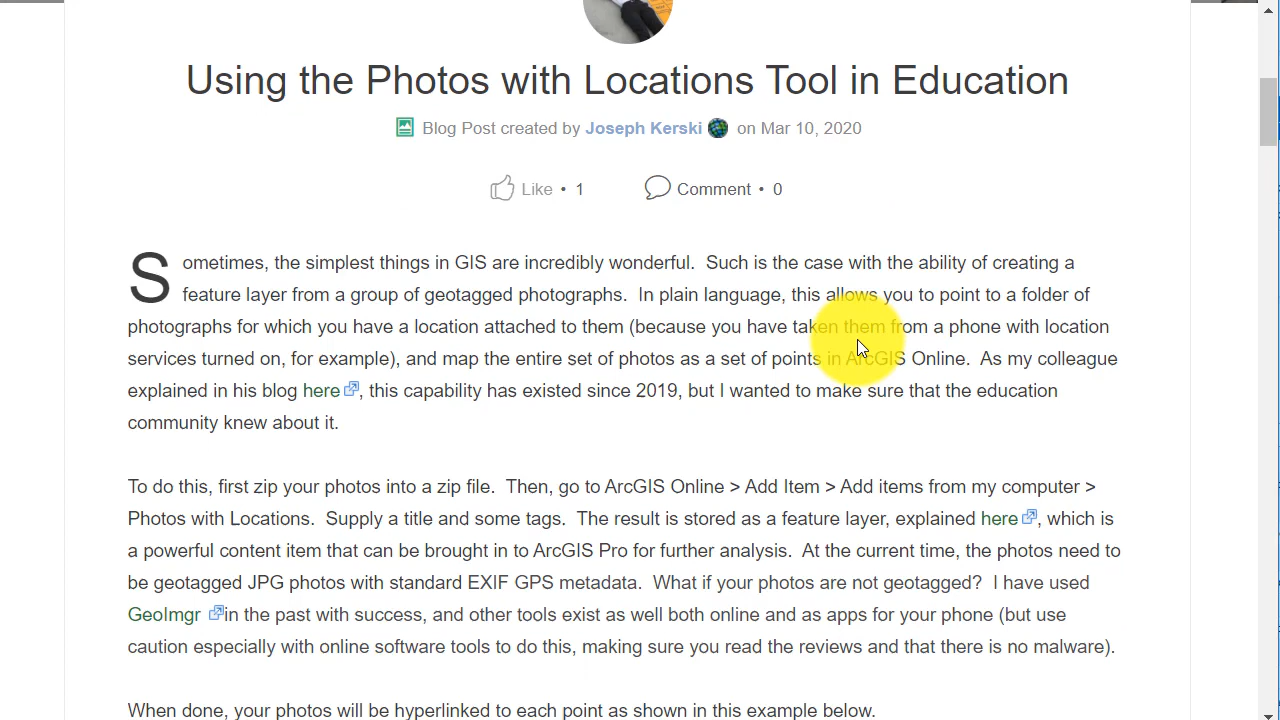 Using the Photos with Locations Tool in Education
Blog Post created by Joseph Kerski on Mar 10, 2020
Like • 1 Comment • 0
Sometimes, the simplest things in GIS are incredibly wonderful. Such is the case with the ability of creating a
feature layer from a group of geotagged photographs. In plain language, this allows you to point to a folder of
photographs for which you have a location attached to them (because you have taken them from a phone with location
services turned on, for example), and map the entire set of photos as a set of points in ArcGIS Online. As my colleague
explained in his blog here, this capability has existed since 2019, but I wanted to make sure that the education
community knew about it.
To do this, first zip your photos into a zip file. Then, go to ArcGIS Online > Add Item > Add items from my computer >
Photos with Locations. Supply a title and some tags. The result is stored as a feature layer, explained here, which is
a powerful content item that can be brought in to ArcGIS Pro for further analysis. At the current time, the photos need to
be geotagged JPG photos with standard EXIF GPS metadata. What if your photos are not geotagged? I have used
GeoImgr in the past with success, and other tools exist as well both online and as apps for your phone (but use
caution especially with online software tools to do this, making sure you read the reviews and that there is no malware).
When done, your photos will be hyperlinked to each point as shown in this example below.